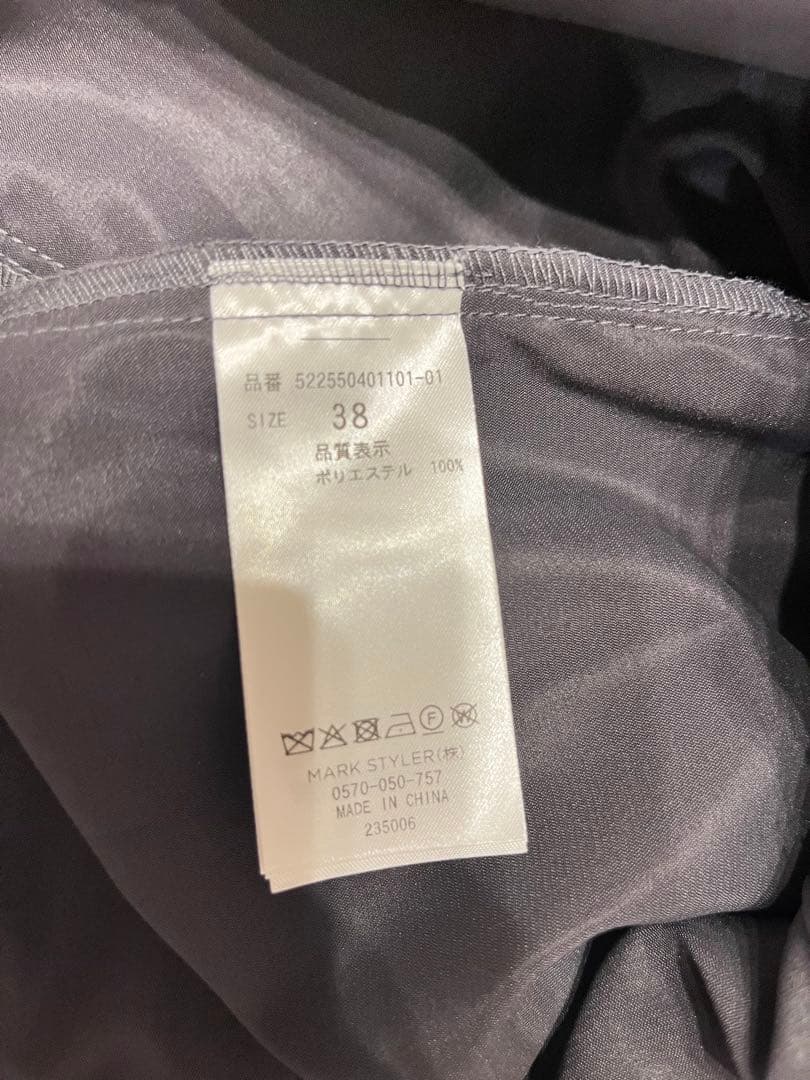 品番 522550401101-01
SIZE 38
品質表示
ポリエステル 100%
F W
MARK STYLER(株)
0570-050-757
MADE IN CHINA
235006